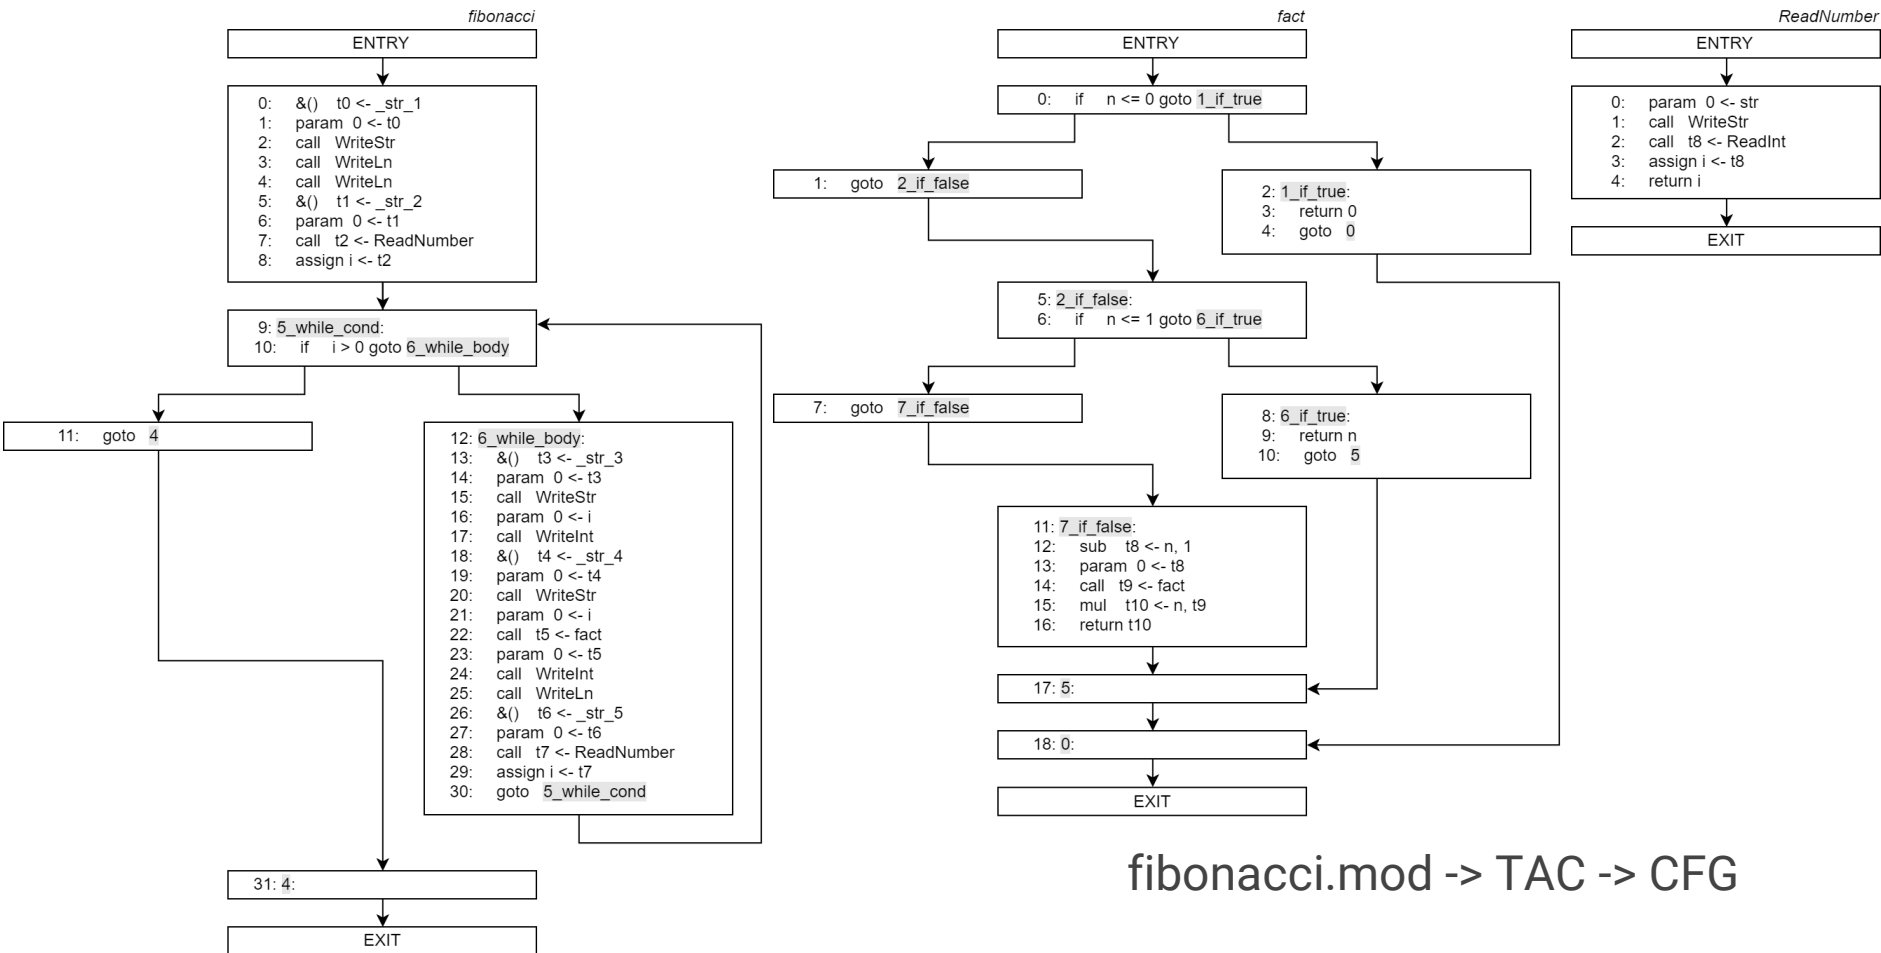 fibonacci
ENTRY
0: &() t0 <- _str_1
1: param 0 <- t0
2: call WriteStr
3: call WriteLn
4: call WriteLn
5: &() t1 <- _str_2
6: param 0 <- t1
7: call t2 <- ReadNumber
8: assign i <- t2
9: 5_while_cond:
10: if i > 0 goto 6_while_body
11: goto 4
12: 6_while_body:
13: &() t3 <- _str_3
14: param 0 <- t3
15: call WriteStr
16: param 0 <- i
17: call WriteInt
18: &() t4 <- _str_4
19: param 0 <- t4
20: call WriteStr
21: param 0 <- i
22: call t5 <- fact
23: param 0 <- t5
24: call WriteInt
25: call WriteLn
26: &() t6 <- _str_5
27: param 0 <- t6
28: call t7 <- ReadNumber
29: assign i <- t7
30: goto 5_while_cond
31: 4:
EXIT
fact
ENTRY
0: if n <= 0 goto 1_if_true
1: goto 2_if_false
2: 1_if_true:
3: return 0
4: goto 0
5: 2_if_false:
6: if n <= 1 goto 6_if_true
7: goto 7_if_false
8: 6_if_true:
9: return n
10: goto 5
11: 7_if_false:
12: sub t8 <- n, 1
13: param 0 <- t8
14: call t9 <- fact
15: mul t10 <- n, t9
16: return t10
17: 5:
18: 0:
EXIT
ReadNumber
ENTRY
0: param 0 <- str
1: call WriteStr
2: call t8 <- ReadInt
3: assign i <- t8
4: return i
EXIT
fibonacci.mod -> TAC -> CFG